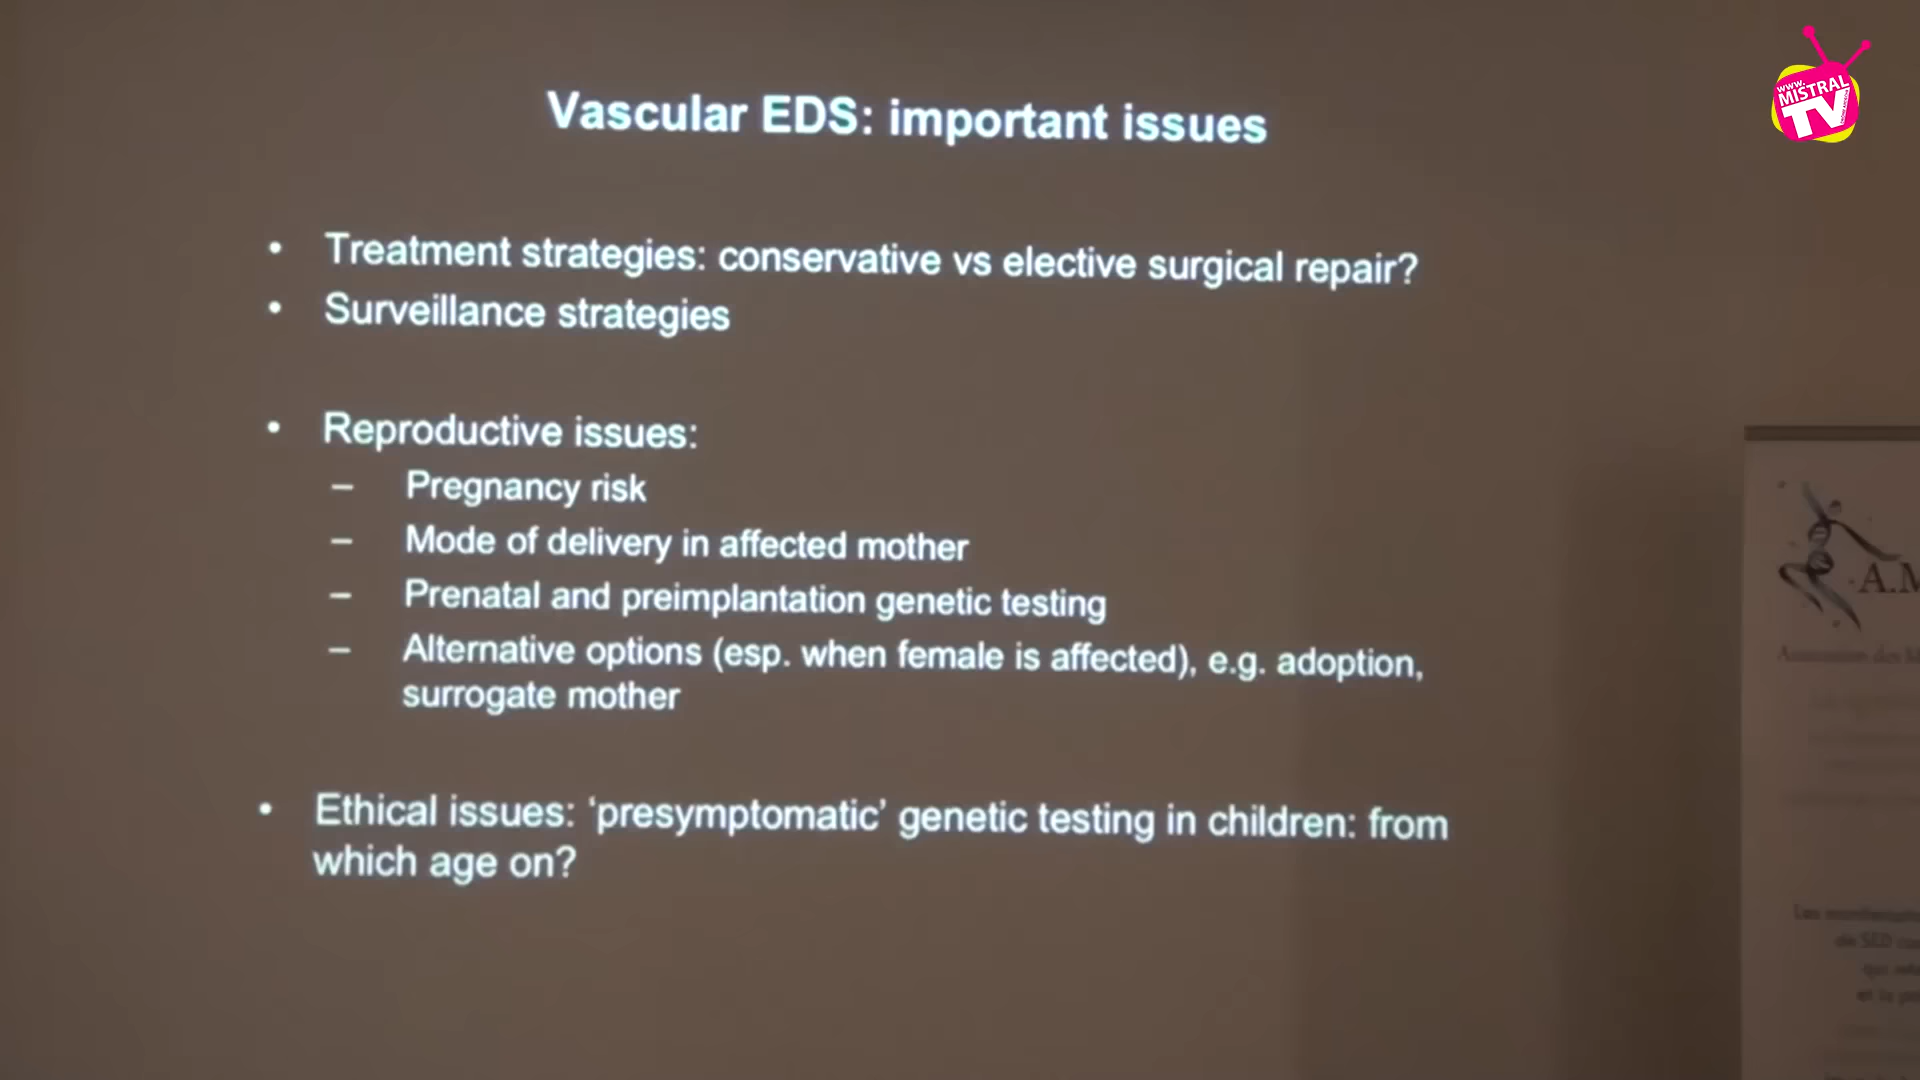 www.
MISTRAL
TV
Vascular EDS: important issues
• Treatment strategies: conservative vs elective surgical repair?
• Surveillance strategies
• Reproductive issues:
– Pregnancy risk
– Mode of delivery in affected mother
– Prenatal and preimplantation genetic testing
– Alternative options (esp. when female is affected), e.g. adoption,
surrogate mother
• Ethical issues: ‘presymptomatic’ genetic testing in children: from
which age on?
A.M
de SED